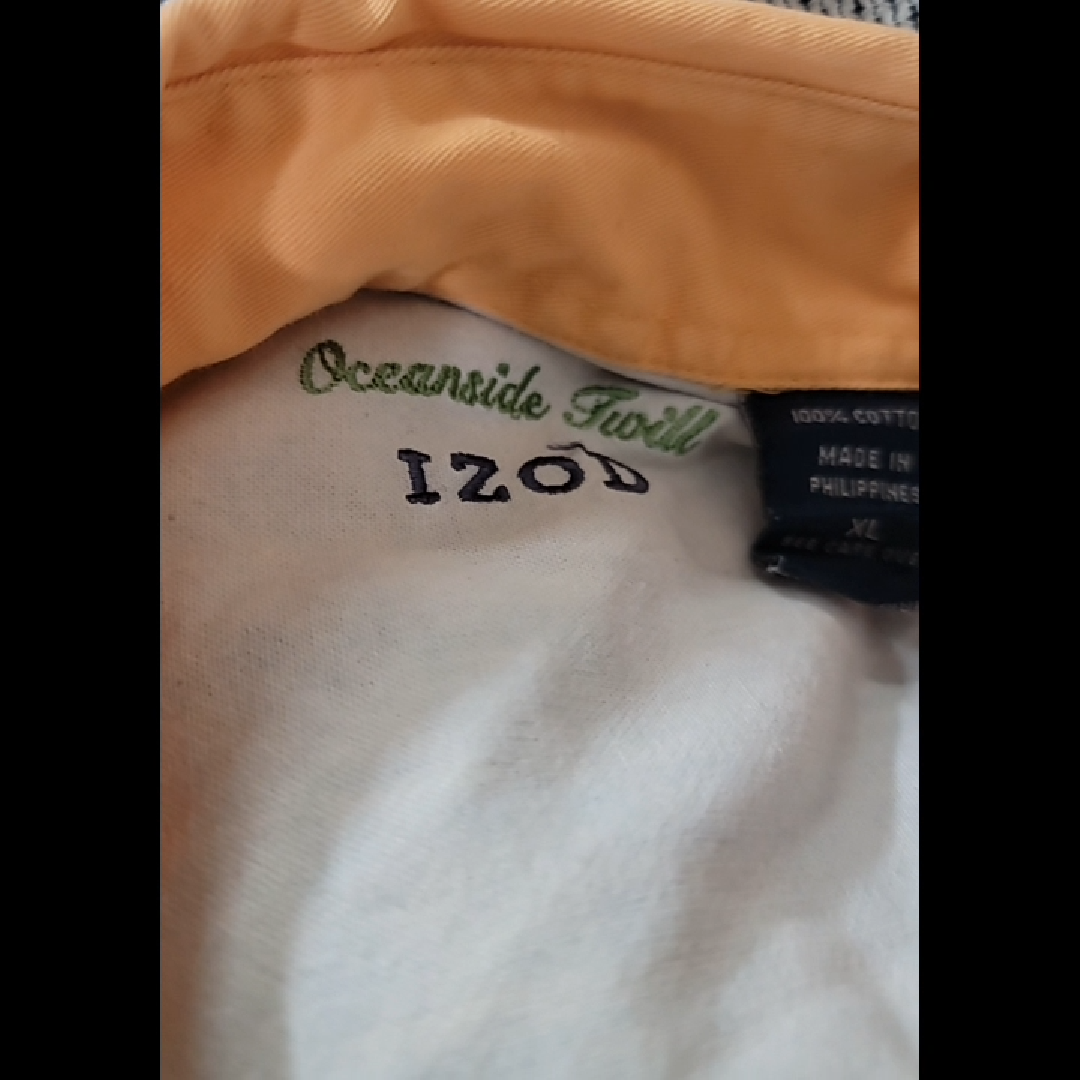 Oceanside Twill
IZOD
100% COTTO
MADE IN
PHILIPPINES
XL